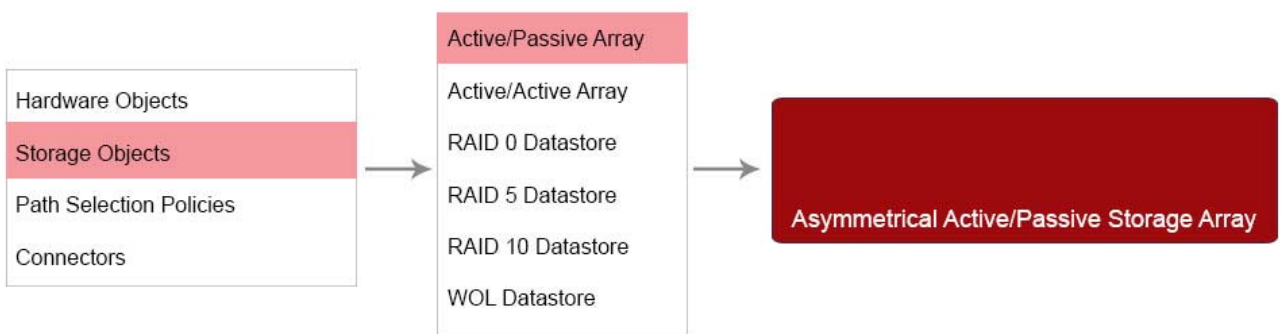 Hardware Objects
Storage Objects
Path Selection Policies
Connectors
Active/Passive Array
Active/Active Array
RAID 0 Datastore
RAID 5 Datastore
RAID 10 Datastore
WOL Datastore
Asymmetrical Active/Passive Storage Array